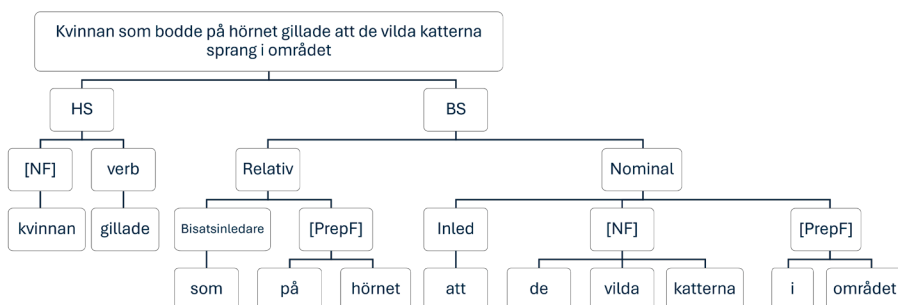 Kvinnan som bodde på hörnet gillade att de vilda katterna
sprang i området
HS
BS
[NF]
verb
Relativ
Nominal
kvinnan
gillade
Bisatsinledare
[PrepF]
Inled
[NF]
[PrepF]
som
på
hörnet
att
de
vilda
katterna
i
området